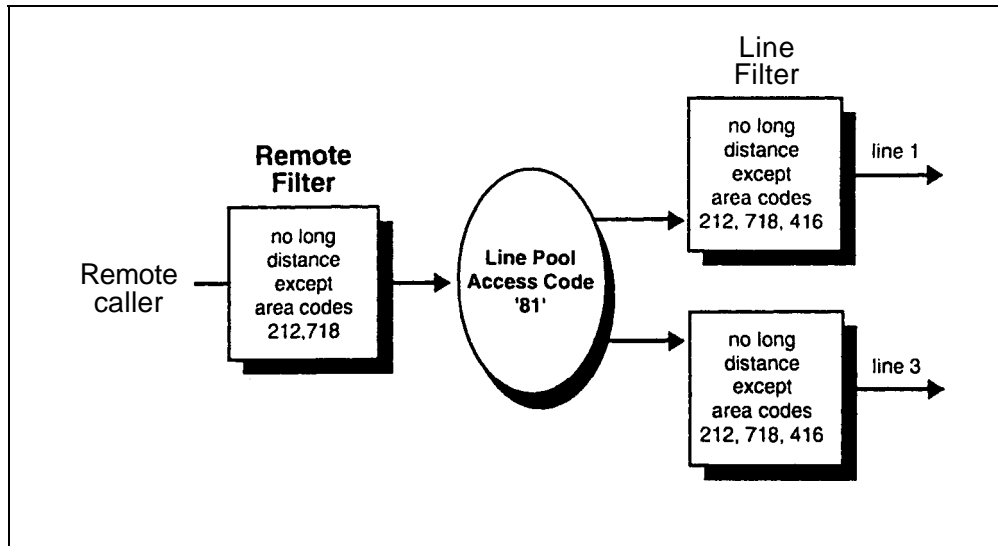 Remote
caller
Remote
Filter
no long
distance
except
area codes
212,718
Line Pool
Access Code
'81'
Line
Filter
no long
distance
except
area codes
212, 718, 416
line 1
no long
distance
except
area codes
212, 718, 416
line 3